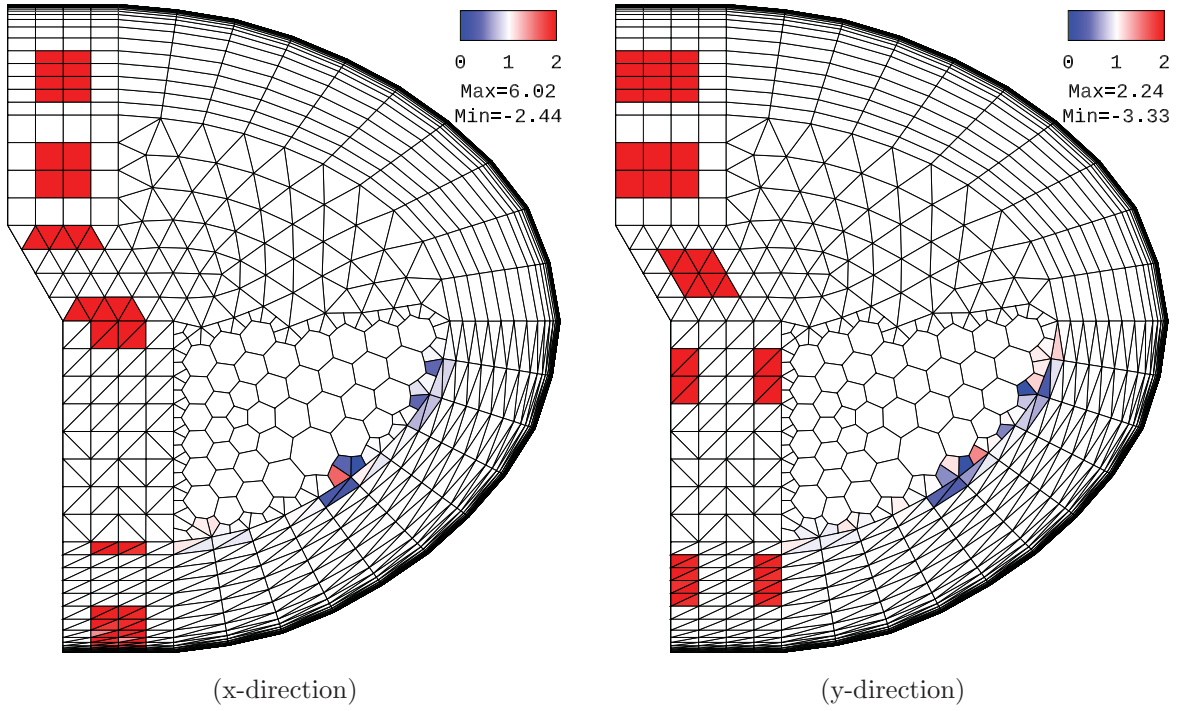 0 1 2
Max=6.02
Min=-2.44
0 1 2
Max=2.24
Min=-3.33
(x-direction)
(y-direction)